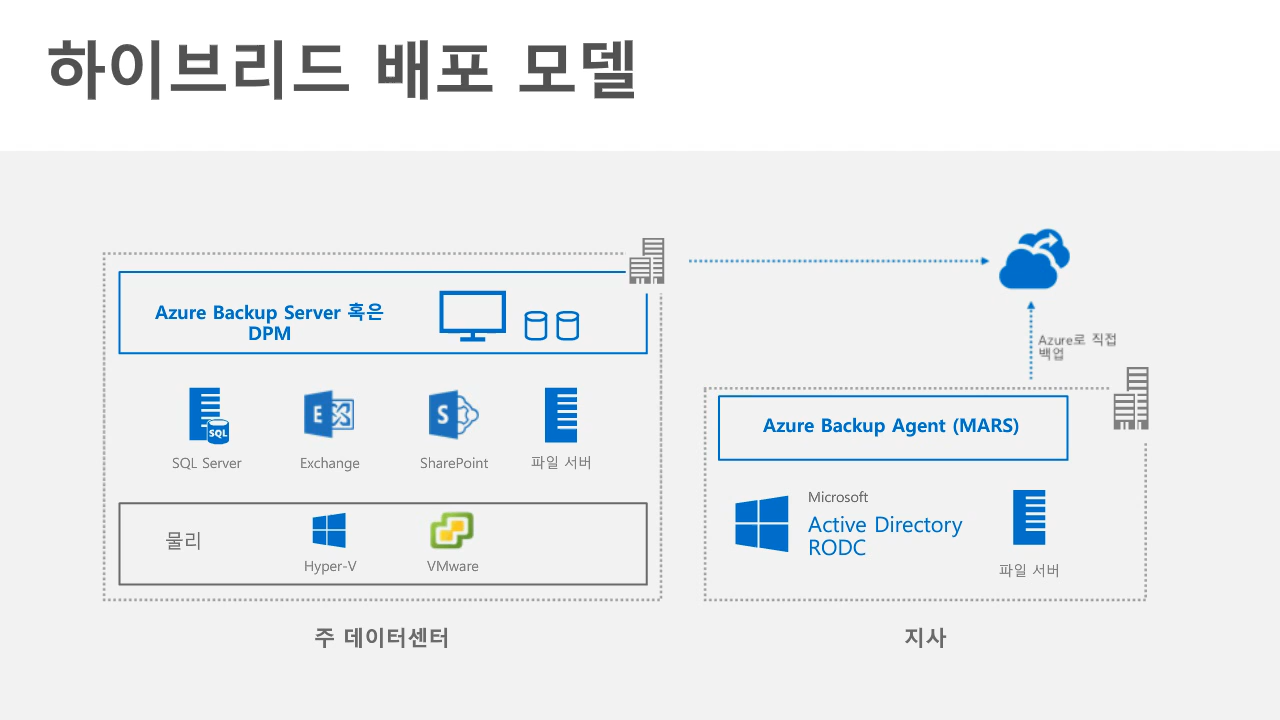 하이브리드 배포 모델
Azure Backup Server 혹은
DPM
SQL
E
S
SQL Server
Exchange
SharePoint
파일 서버
물리
Hyper-V
VMware
주 데이터센터
Azure로 직접
백업
Azure Backup Agent (MARS)
Microsoft
Active Directory
RODC
파일 서버
지사